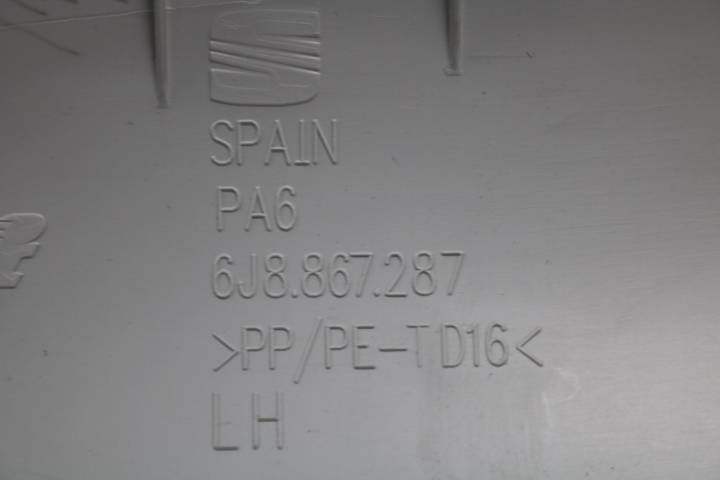 SPAIN
PA6
6J8.867.287
>PP/PE-TD16<
LH